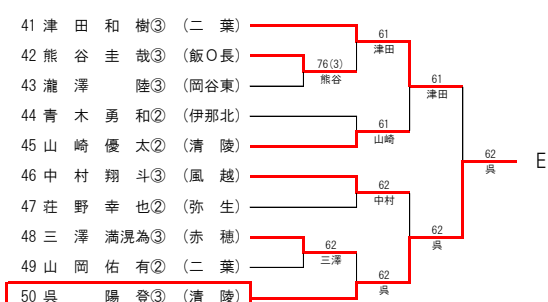 41 津 田 和 樹③ (二 葉)
42 熊 谷 圭 哉③ (飯O長)
43 瀧 澤 陸③ (岡谷東)
44 青 木 勇 和② (伊那北)
45 山 崎 優 太② (清 陵)
46 中 村 翔 斗③ (風 越)
47 荘 野 幸 也② (弥 生)
48 三 澤 満滉為③ (赤 穂)
49 山 岡 佑 有② (二 葉)
50 呉 陽 登③ (清 陵)
76(3)
熊谷
62
三澤
61
津田
61
山崎
62
中村
62
呉
61
津田
62
呉
62
呉
E